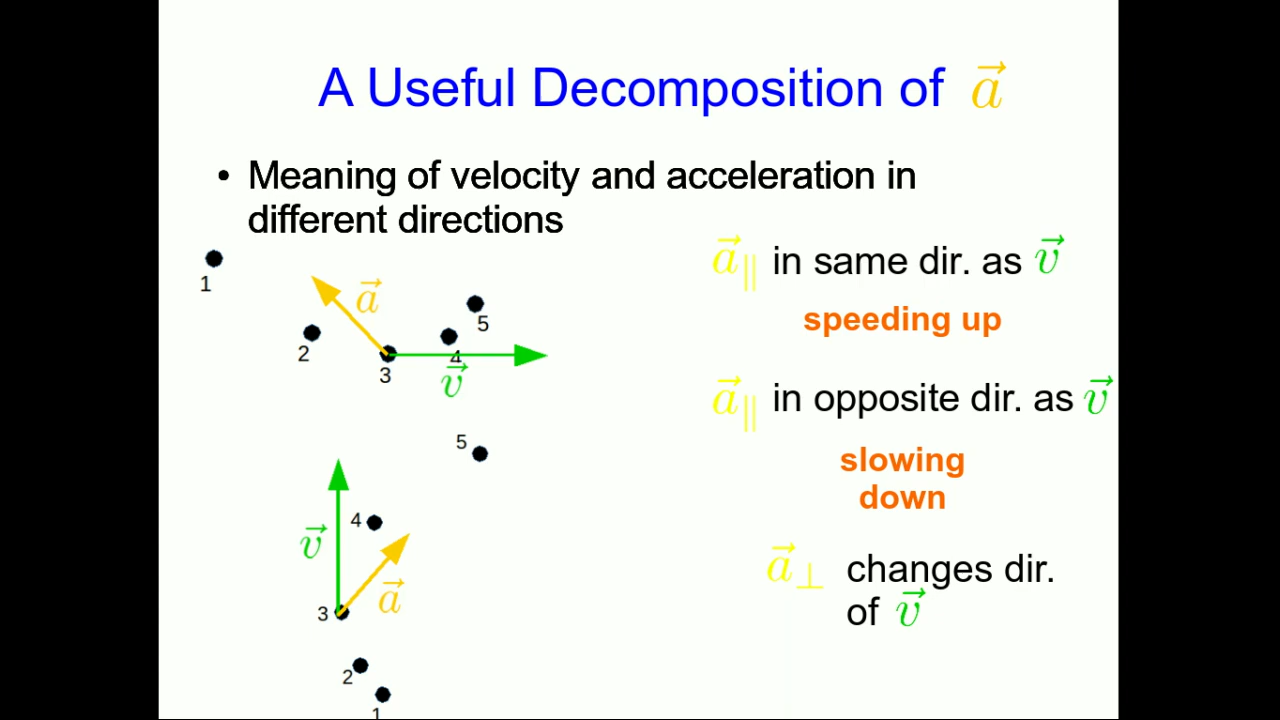 A Useful Decomposition of a⃗
• Meaning of velocity and acceleration in
different directions
a⃗∥ in same dir. as v⃗
speeding up
a⃗∥ in opposite dir. as v⃗
slowing
down
a⃗⊥ changes dir.
of v⃗
1
2
a⃗
3
v⃗
4
5
5
4
v⃗
a⃗
3
2
1